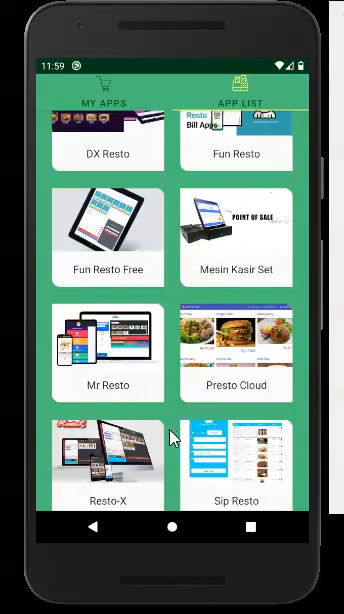 11:59
MY APPS
APP LIST
Resto
Bill Apps
DX Resto
Fun Resto
POINT OF SALE
Fun Resto Free
Mesin Kasir Set
Mr Resto
Presto Cloud
Resto-X
Sip Resto